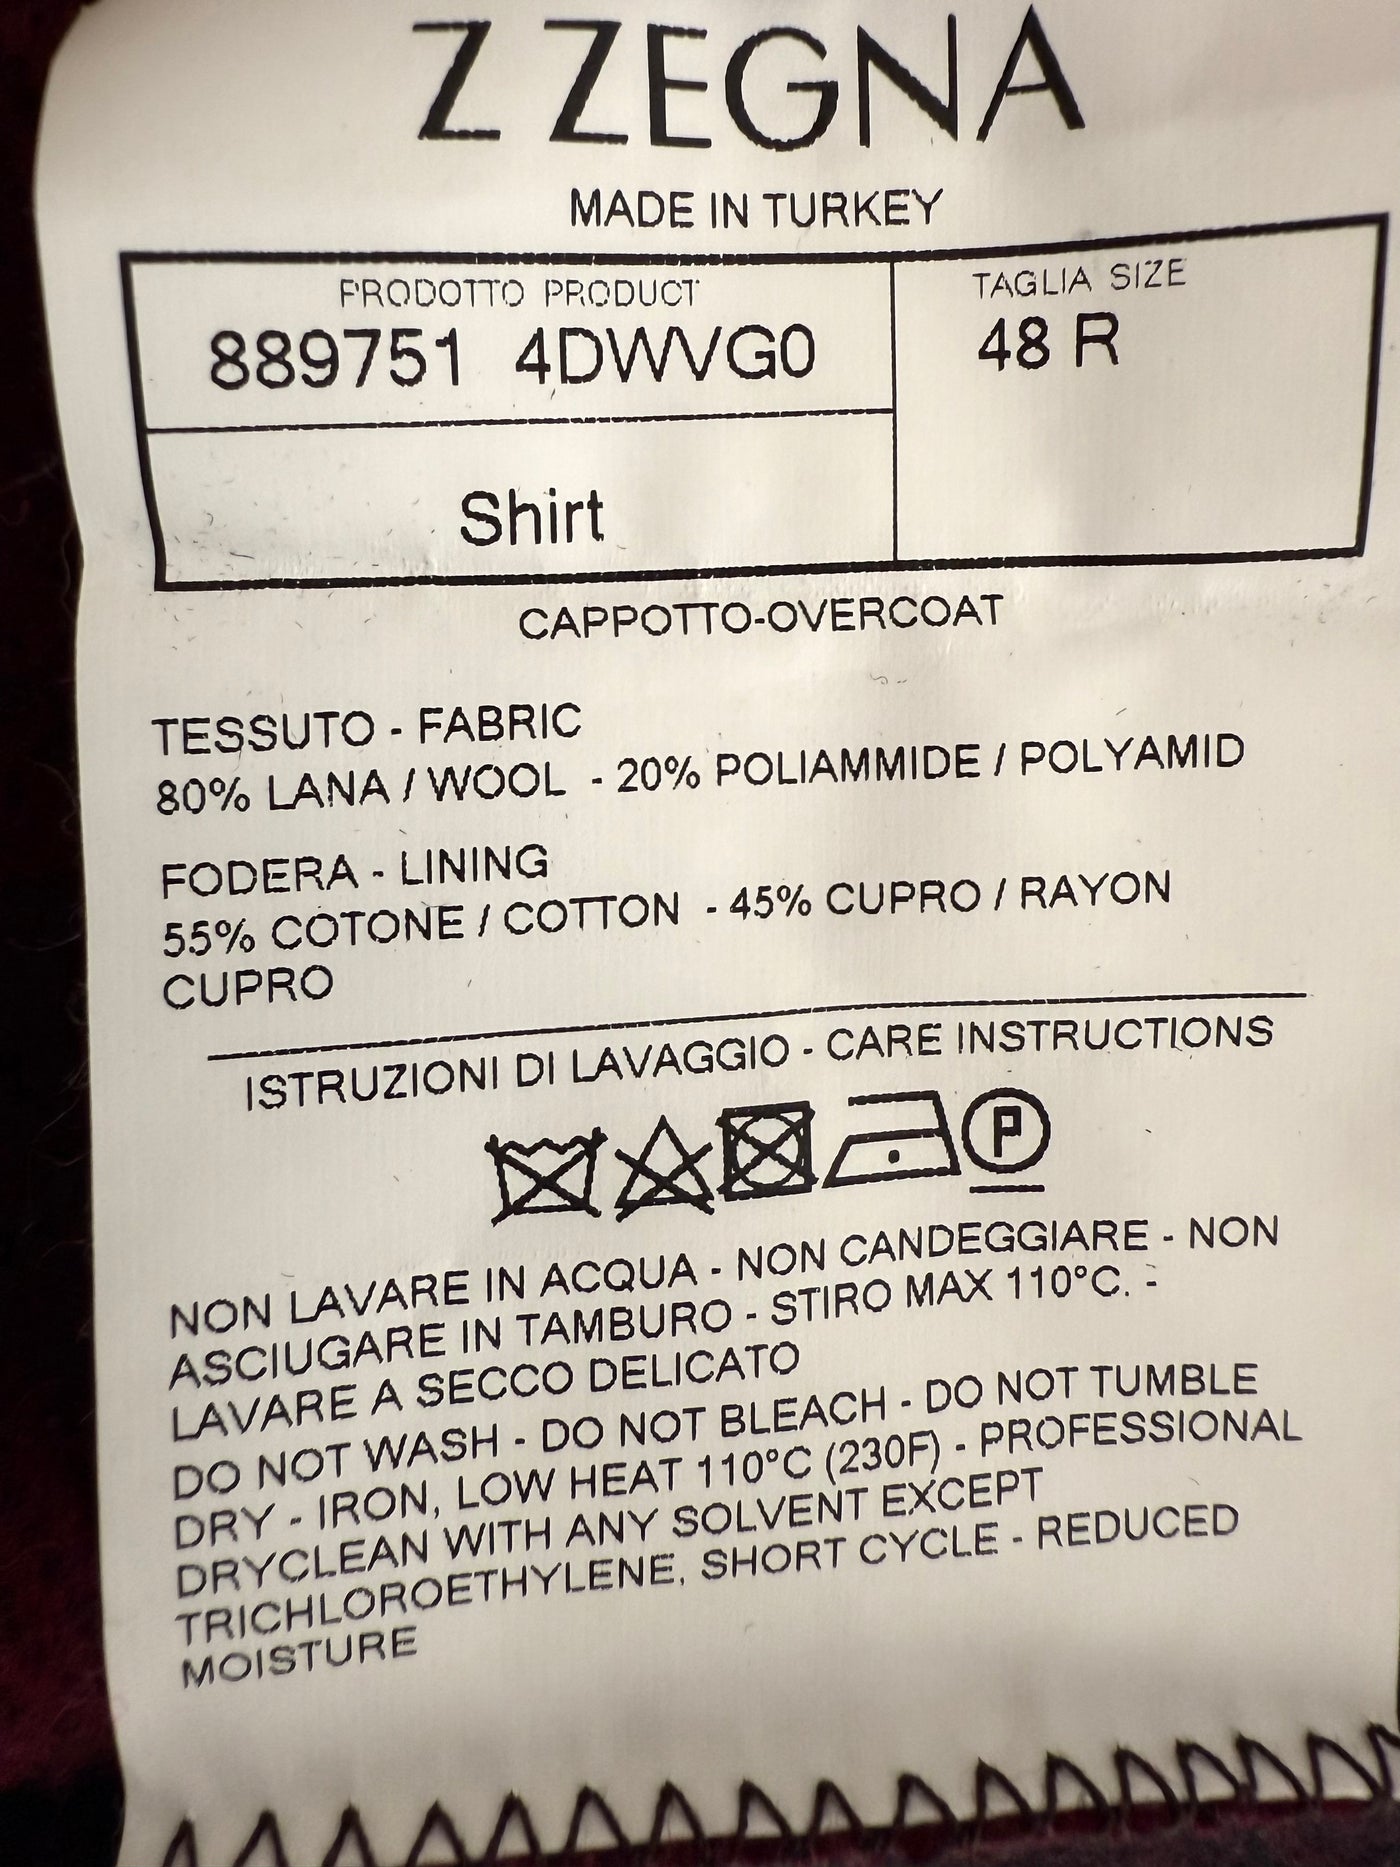 Z ZEGNA
MADE IN TURKEY
PRODOTTO PRODUCT
889751 4DWVG0
TAGLIA SIZE
48 R
Shirt
CAPPOTTO-OVERCOAT
TESSUTO - FABRIC
80% LANA / WOOL - 20% POLIAMMIDE / POLYAMID
FODERA - LINING
55% COTONE / COTTON - 45% CUPRO / RAYON
CUPRO
ISTRUZIONI DI LAVAGGIO - CARE INSTRUCTIONS
P
NON LAVARE IN ACQUA - NON CANDEGGIARE - NON
ASCIUGARE IN TAMBURO - STIRO MAX 110°C. -
LAVARE A SECCO DELICATO
DO NOT WASH - DO NOT BLEACH - DO NOT TUMBLE
DRY - IRON, LOW HEAT 110°C (230F) - PROFESSIONAL
DRYCLEAN WITH ANY SOLVENT EXCEPT
TRICHLOROETHYLENE, SHORT CYCLE - REDUCED
MOISTURE